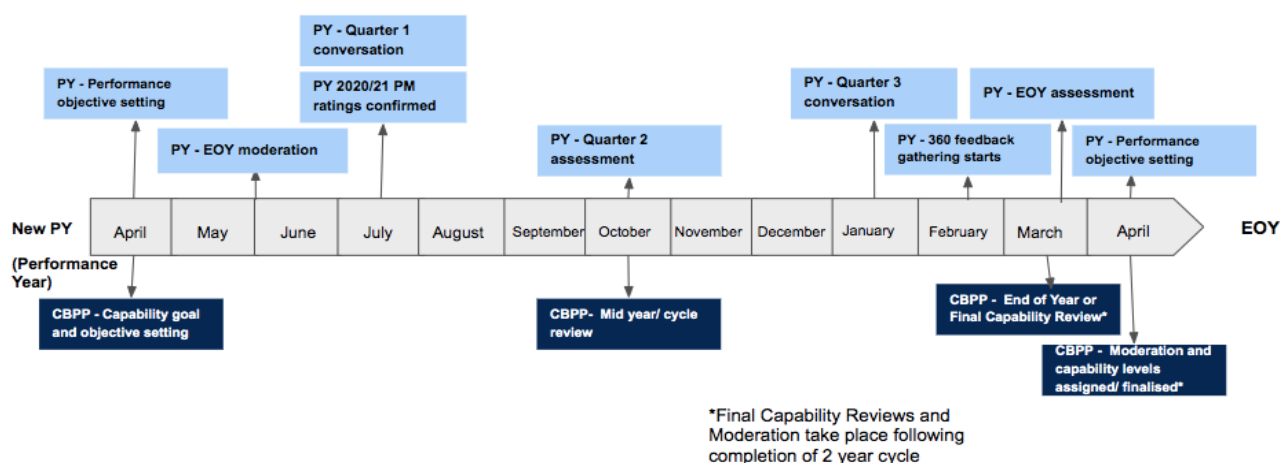 PY - Quarter 1
conversation
PY 2020/21 PM
ratings confirmed
PY - Performance
objective setting
PY - EOY moderation
PY - Quarter 2
assessment
PY - Quarter 3
conversation
PY - EOY assessment
PY - 360 feedback
gathering starts
PY - Performance
objective setting
New PY
(Performance
Year)
April
May
June
July
August
September
October
November
December
January
February
March
April
EOY
CBPP - Capability goal
and objective setting
CBPP- Mid year/ cycle
review
CBPP - End of Year or
Final Capability Review*
CBPP - Moderation and
capability levels
assigned/ finalised*
*Final Capability Reviews and
Moderation take place following
completion of 2 year cycle